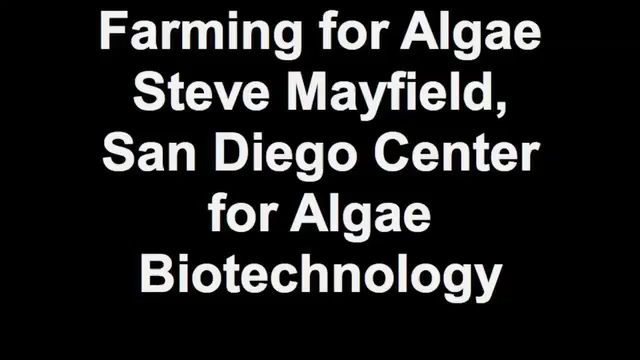 Farming for Algae
Steve Mayfield,
San Diego Center
for Algae
Biotechnology